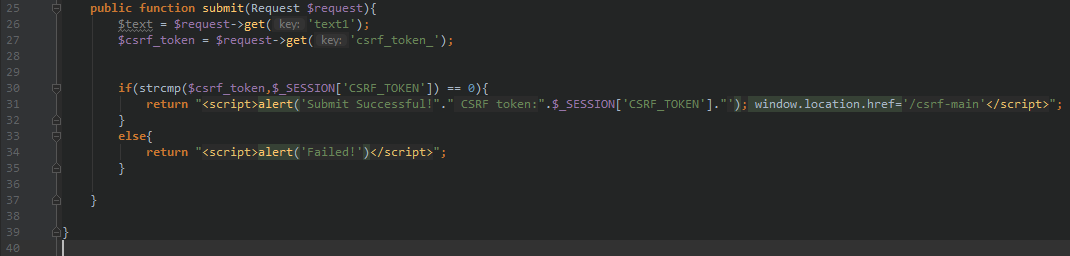 25 public function submit(Request $request){
26 $text = $request->get( key: 'text1');
27 $csrf_token = $request->get( key: 'csrf_token_');
28
29
30 if(strcmp($csrf_token,$_SESSION['CSRF_TOKEN']) == 0){
31 return "<script>alert('Submit Successful!"." CSRF token:".$_SESSION['CSRF_TOKEN']."'); window.location.href='/csrf-main'</script>";
32 }
33 else{
34 return "<script>alert('Failed!')</script>";
35 }
36
37 }
38
39 }
40